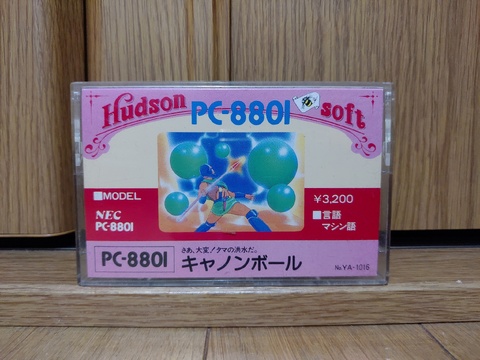 Hudson soft
PC-8801
■MODEL
NEC
PC-8801
¥3,200
■言語
マシン語
PC-8801
さあ、大変!タマの洪水だ。
キャノンボール
No.YA-1016